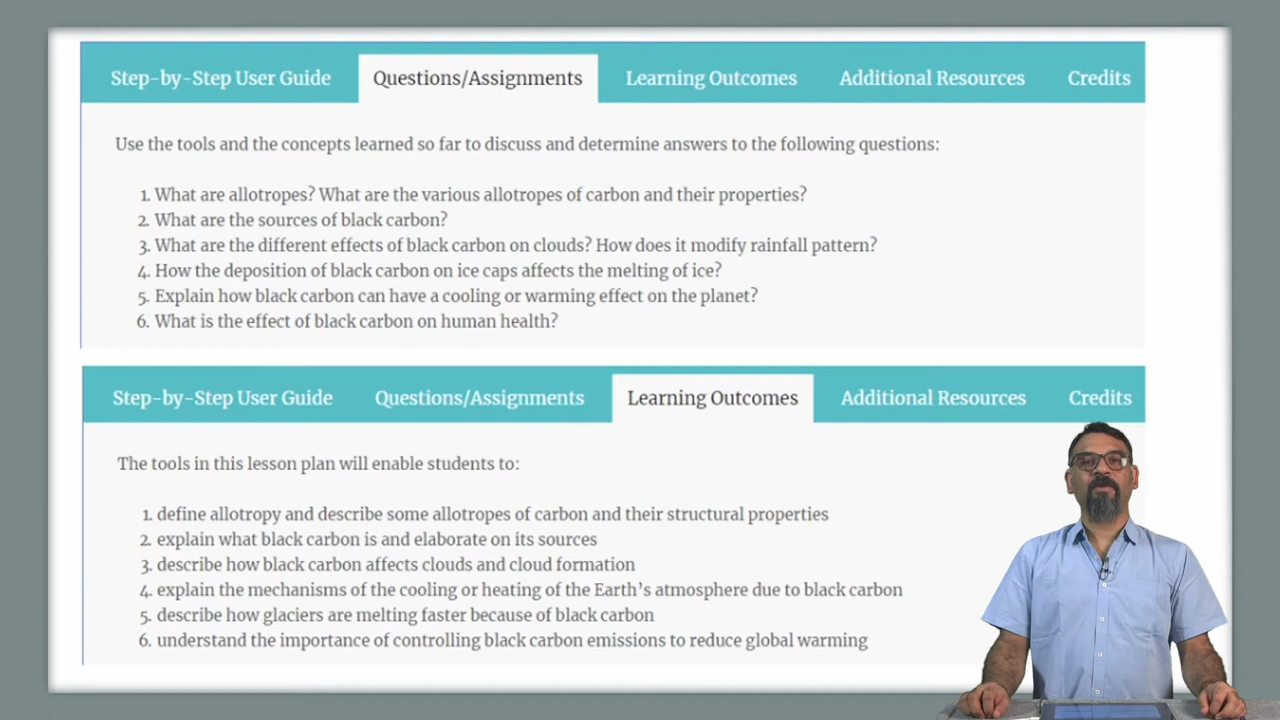 Step-by-Step User Guide Questions/Assignments Learning Outcomes Additional Resources Credits
Use the tools and the concepts learned so far to discuss and determine answers to the following questions:
1. What are allotropes? What are the various allotropes of carbon and their properties?
2. What are the sources of black carbon?
3. What are the different effects of black carbon on clouds? How does it modify rainfall pattern?
4. How the deposition of black carbon on ice caps affects the melting of ice?
5. Explain how black carbon can have a cooling or warming effect on the planet?
6. What is the effect of black carbon on human health?
Step-by-Step User Guide Questions/Assignments Learning Outcomes Additional Resources Credits
The tools in this lesson plan will enable students to:
1. define allotropy and describe some allotropes of carbon and their structural properties
2. explain what black carbon is and elaborate on its sources
3. describe how black carbon affects clouds and cloud formation
4. explain the mechanisms of the cooling or heating of the Earth's atmosphere due to black carbon
5. describe how glaciers are melting faster because of black carbon
6. understand the importance of controlling black carbon emissions to reduce global warming